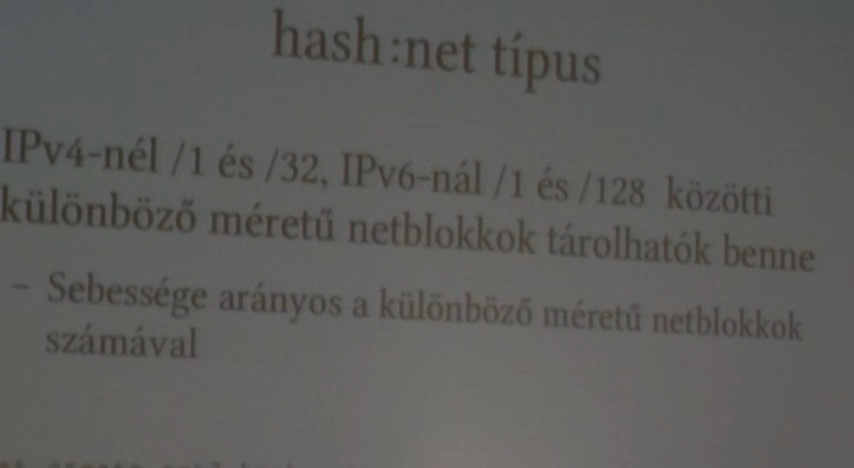 hash:net típus
IPv4-nél /1 és /32, IPv6-nál /1 és /128 közötti
különböző méretű netblokkok tárolhatók benne
– Sebessége arányos a különböző méretű netblokkok
számával